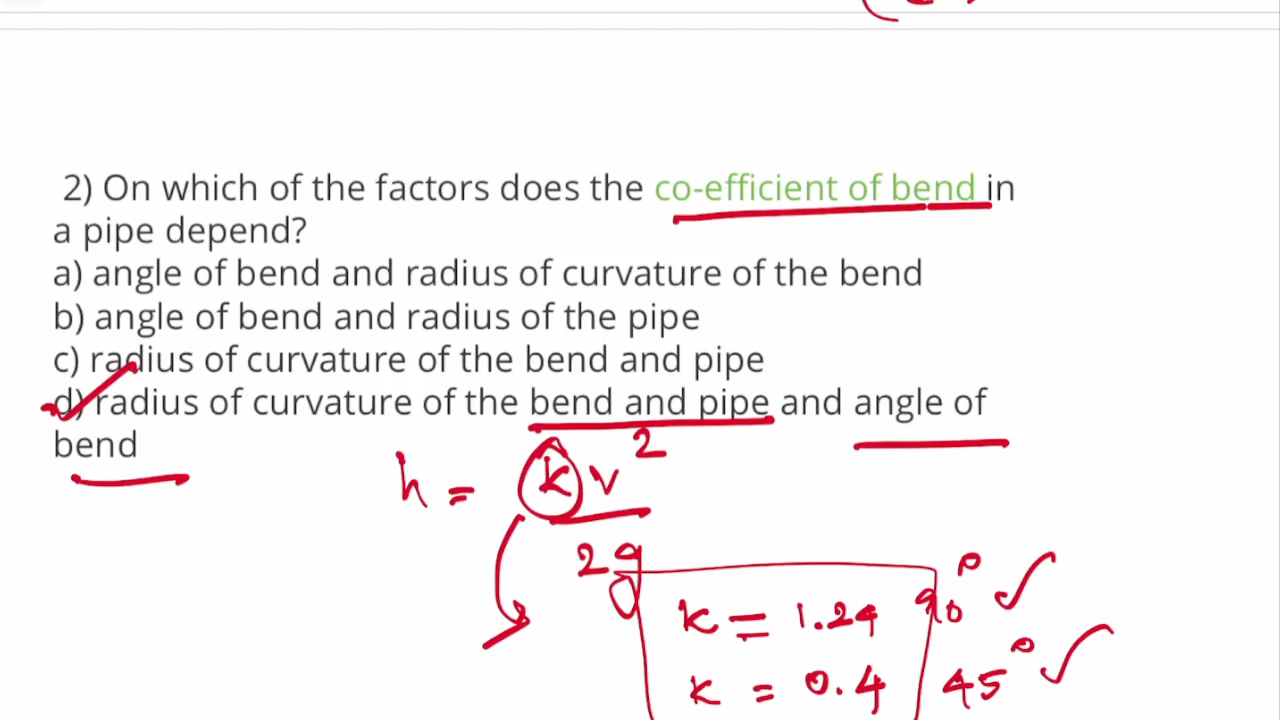 2) On which of the factors does the co-efficient of bend in
a pipe depend?
a) angle of bend and radius of curvature of the bend
b) angle of bend and radius of the pipe
c) radius of curvature of the bend and pipe
d) radius of curvature of the bend and pipe and angle of
bend
h = k v²
2g
k = 1.24 90°
k = 0.4 45°